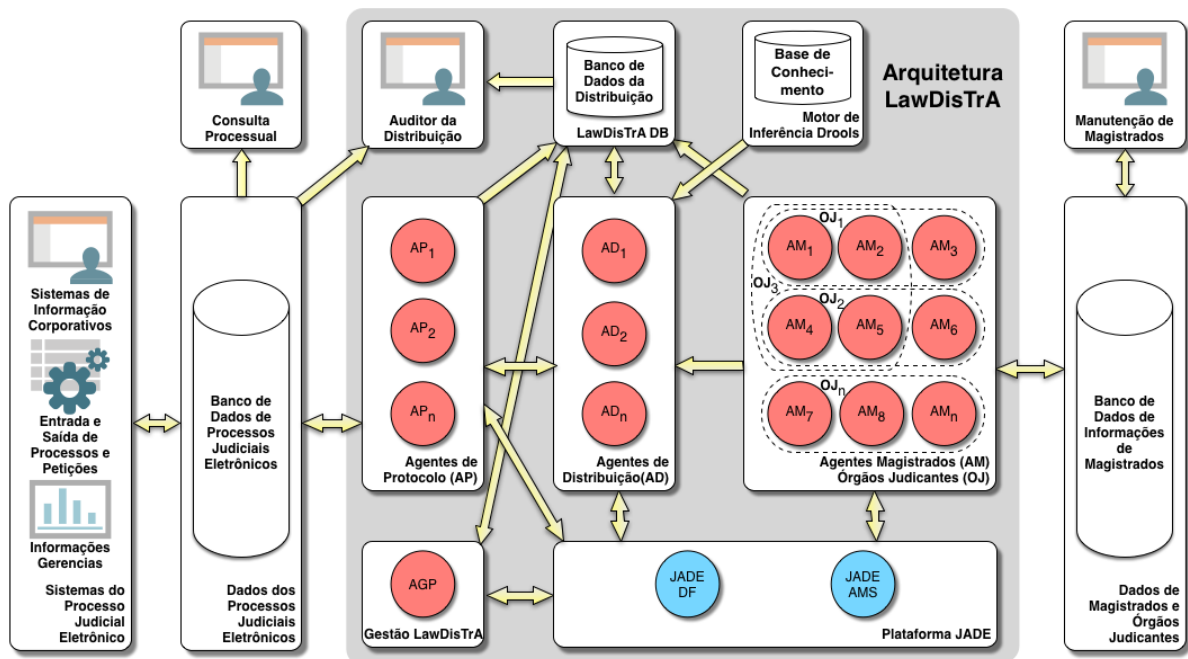 Consulta
Processual
Auditor da
Distribuição
Banco de
Dados da
Distribuição
LawDisTrA DB
Base de
Conheci-
mento
Motor de
Inferência Drools
Arquitetura
LawDisTrA
Manutenção de
Magistrados
Sistemas de
Informação
Corporativos
Entrada e
Saída de
Processos e
Petições
Informações
Gerencias
Sistemas do
Processo
Judicial
Eletrônico
Banco de
Dados de
Processos
Judiciais
Eletrônicos
Dados dos
Processos
Judiciais
Eletrônicos
AP1
AP2
APn
Agentes de
Protocolo (AP)
AD1
AD2
ADn
Agentes de
Distribuição(AD)
OJ1
AM1
AM2
AM3
OJ3
OJ2
AM4
AM5
AM6
OJn
AM7
AM8
AMn
Agentes Magistrados (AM)
Órgãos Judicantes (OJ)
Banco de
Dados de
Informações
de
Magistrados
Dados de
Magistrados e
Órgãos
Judicantes
AGP
Gestão LawDisTrA
JADE
DF
JADE
AMS
Plataforma JADE